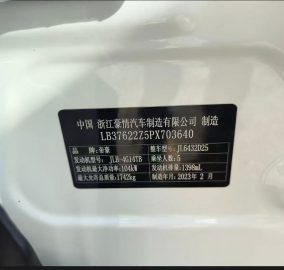 中国 浙江豪情汽车制造有限公司 制造
LB37622Z5PX703640
品牌:帝豪 整车型号:JL6432D25
发动机型号:JLB-4G14TB 乘坐人数:5
发动机最大净功率:104kW 发动机排量:1398mL
最大允许总质量:1742kg 制造年月:2023年2月